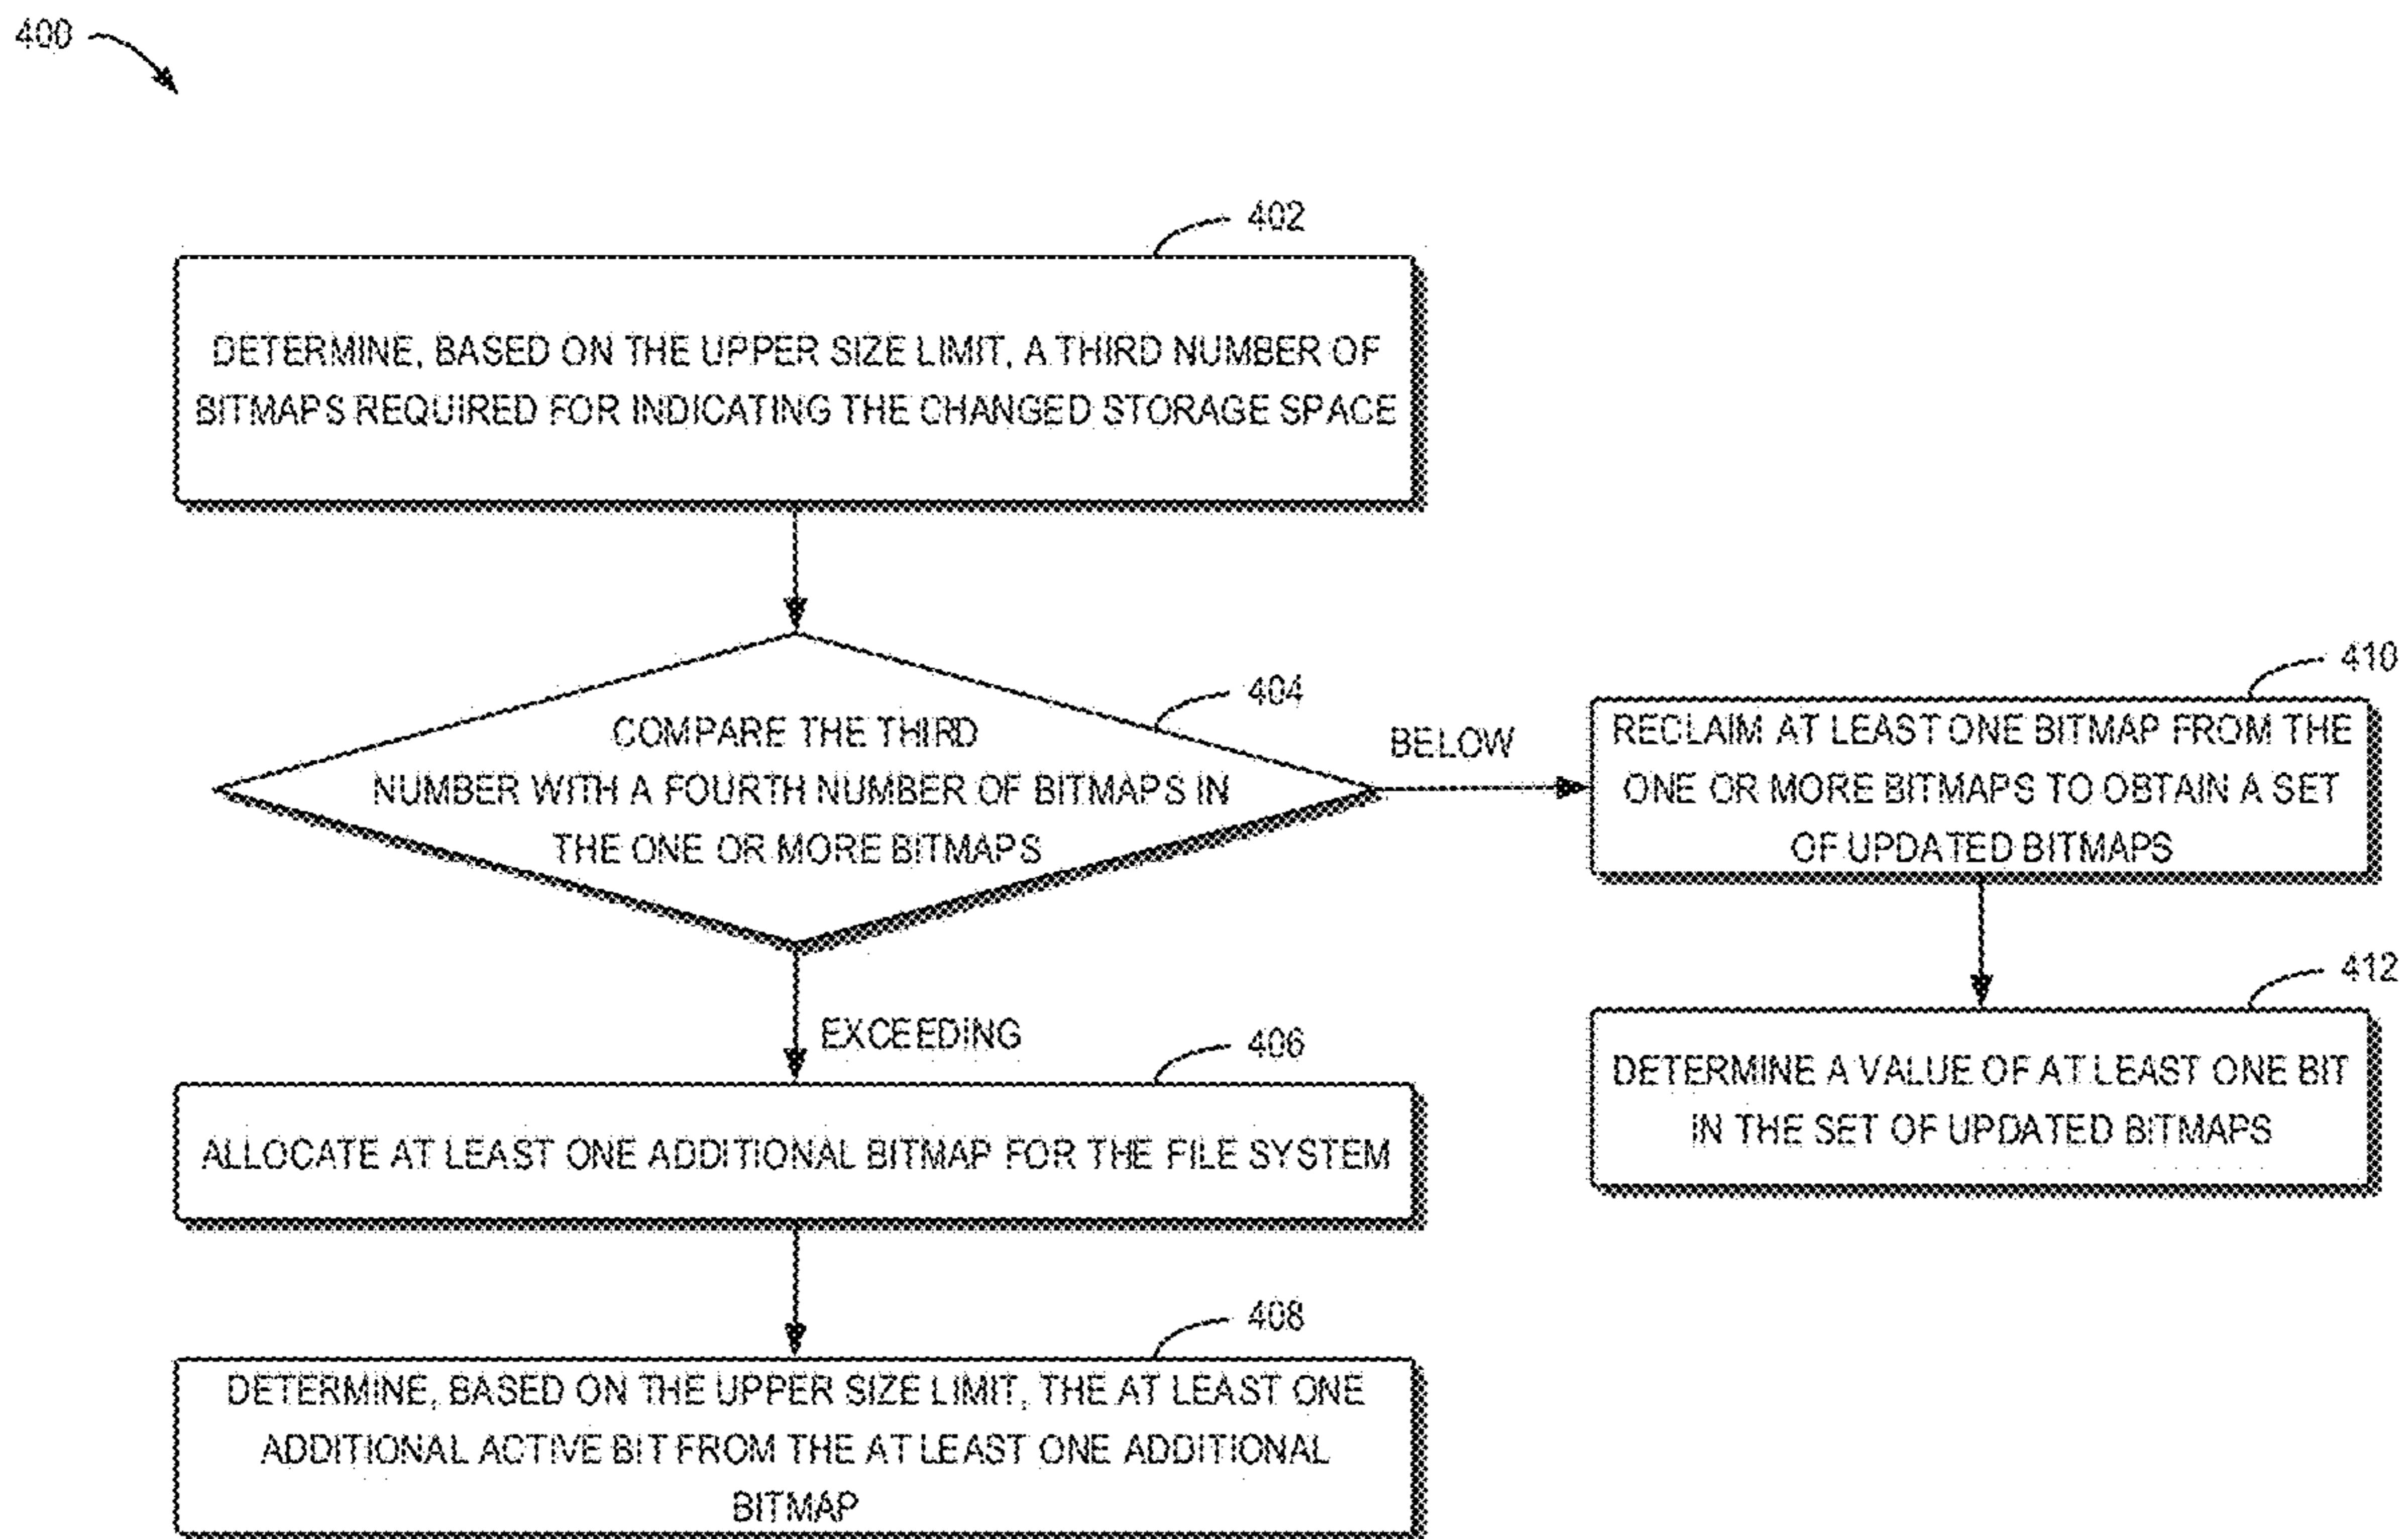 400
402
DETERMINE, BASED ON THE UPPER SIZE LIMIT, A THIRD NUMBER OF
BITMAPS REQUIRED FOR INDICATING THE CHANGED STORAGE SPACE
404
COMPARE THE THIRD
NUMBER WITH A FOURTH NUMBER OF BITMAPS IN
THE ONE OR MORE BITMAPS
BELOW
410
RECLAIM AT LEAST ONE BITMAP FROM THE
ONE OR MORE BITMAPS TO OBTAIN A SET
OF UPDATED BITMAPS
412
DETERMINE A VALUE OF AT LEAST ONE BIT
IN THE SET OF UPDATED BITMAPS
EXCEEDING
406
ALLOCATE AT LEAST ONE ADDITIONAL BITMAP FOR THE FILE SYSTEM
408
DETERMINE, BASED ON THE UPPER SIZE LIMIT, THE AT LEAST ONE
ADDITIONAL ACTIVE BIT FROM THE AT LEAST ONE ADDITIONAL
BITMAP